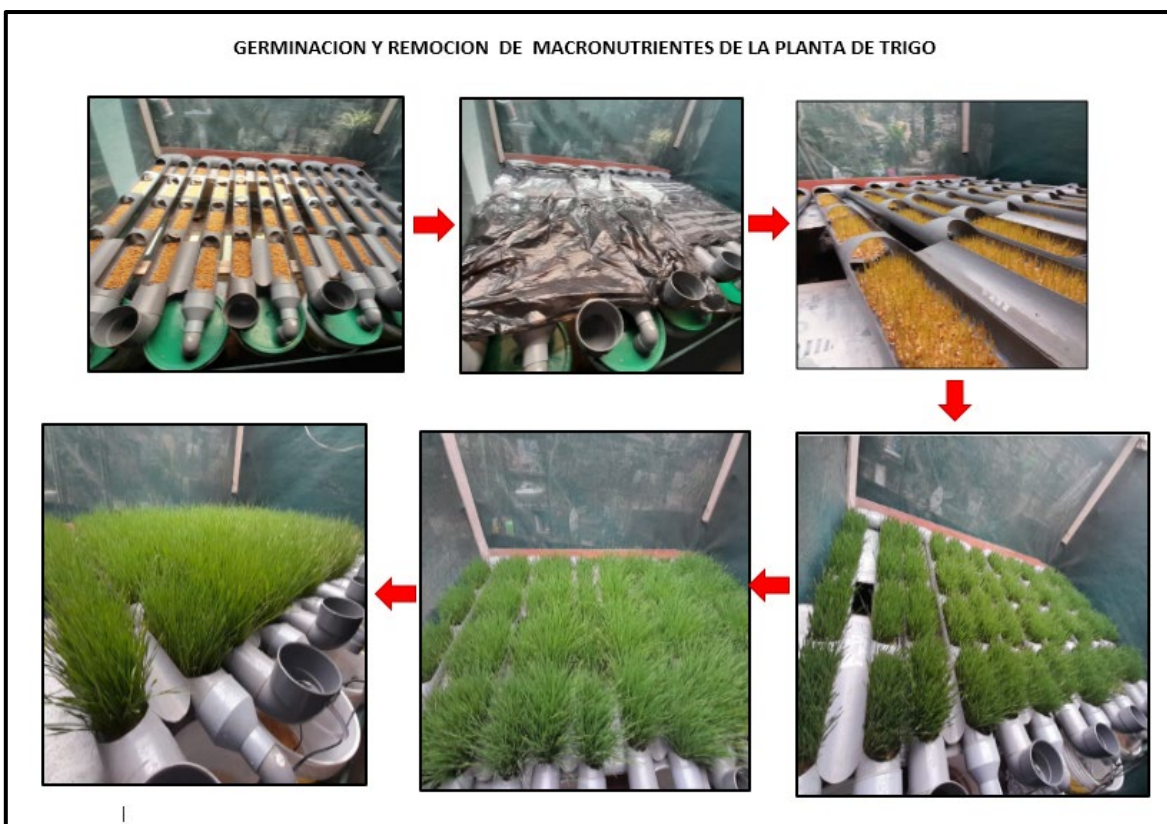 GERMINACION Y REMOCION DE MACRONUTRIENTES DE LA PLANTA DE TRIGO